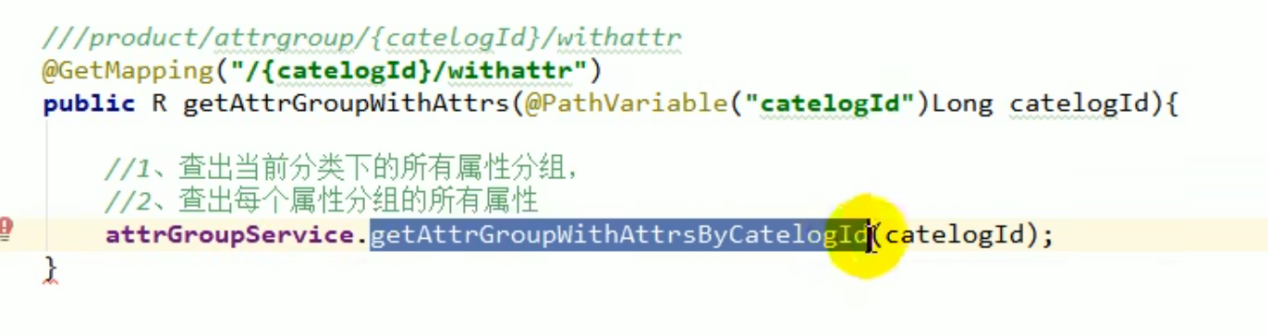 ///product/attrgroup/{catelogId}/withattr
@GetMapping("/{catelogId}/withattr")
public R getAttrGroupWithAttrs(@PathVariable("catelogId")Long catelogId){
//1、查出当前分类下的所有属性分组，
//2、查出每个属性分组的所有属性
attrGroupService.getAttrGroupWithAttrsByCatelogId(catelogId);
}